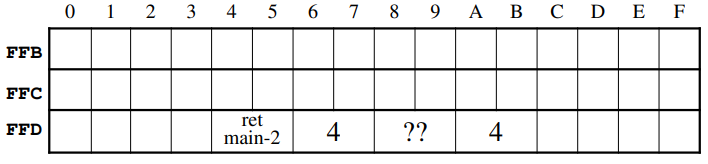 0 1 2 3 4 5 6 7 8 9 A B C D E F
FFB
FFC
FFD ret main-2 4 ?? 4